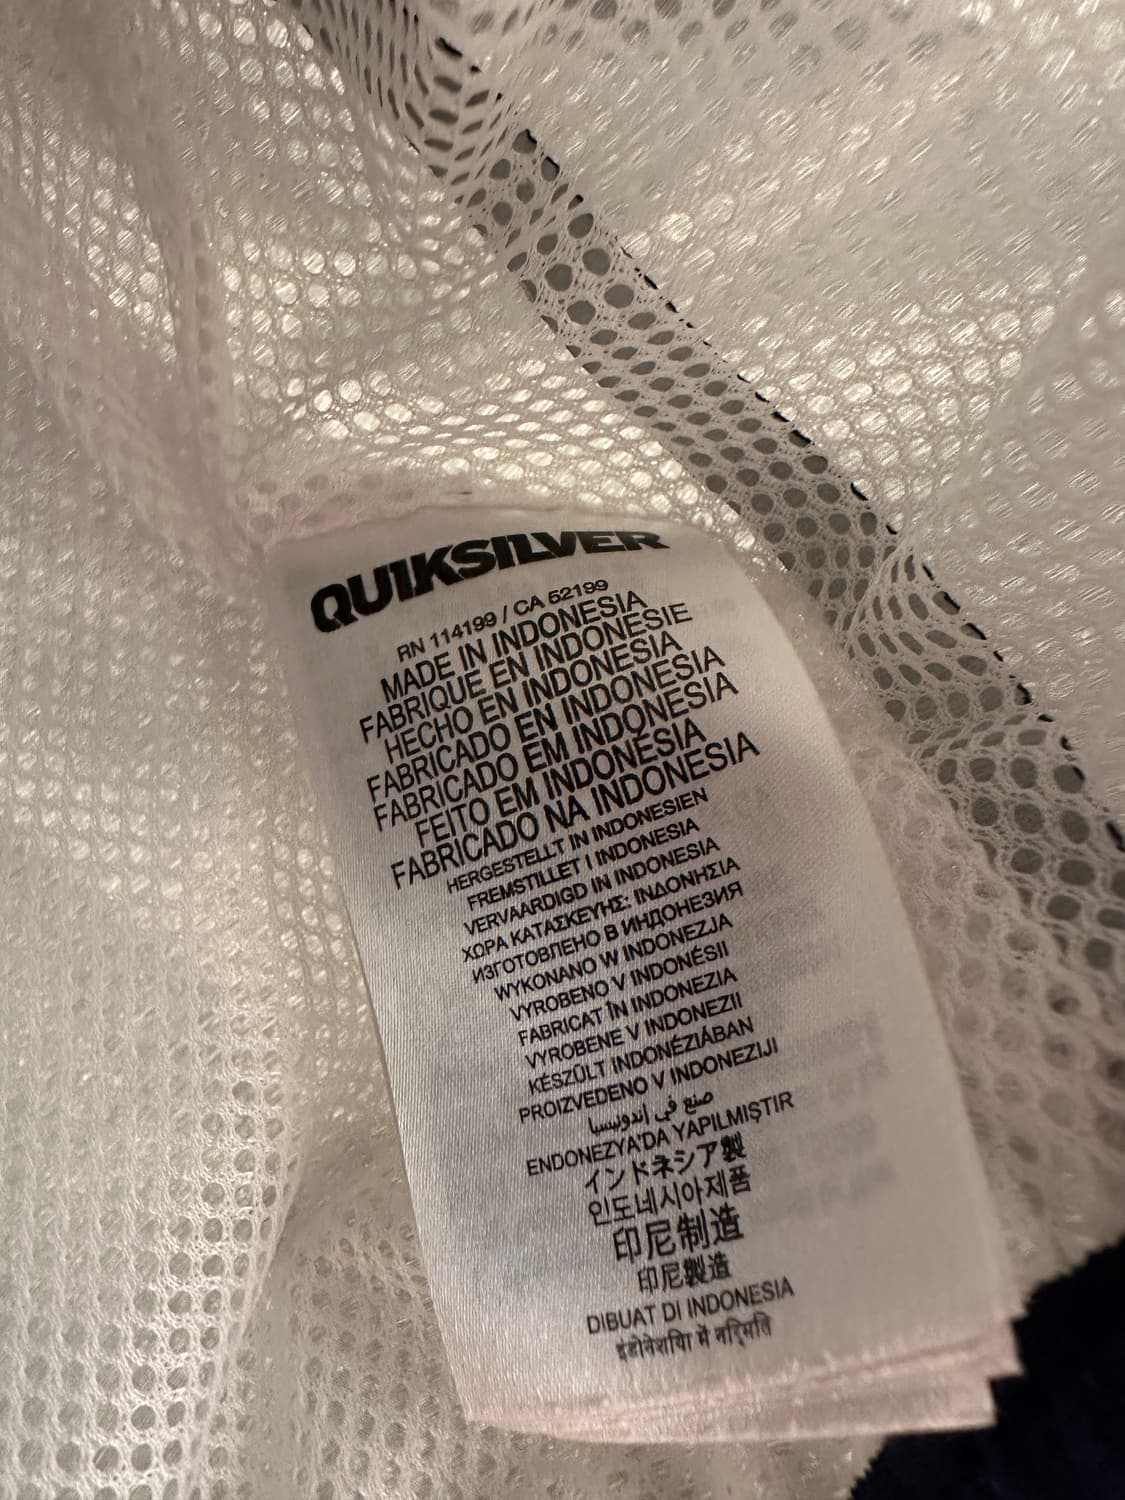 QUIKSILVER
RN 114199 / CA 52199
MADE IN INDONESIA
FABRIQUE EN INDONESIE
HECHO EN INDONESIA
FABRICADO EN INDONESIA
FABRICADO EM INDONESIA
FEITO EM INDONÉSIA
FABRICADO NA INDONESIA
HERGESTELLT IN INDONESIEN
FREMSTILLET I INDONESIA
VERVAARDIGD IN INDONESIA
ΧΩΡΑ ΚΑΤΑΣΚΕΥΗΣ: ΙΝΔΟΝΗΣΙΑ
ИЗГОТОВЛЕНО В ИНДОНЕЗИЯ
WYKONANO W INDONEZJA
VYROBENO V INDONÉSII
FABRICAT ÎN INDONEZIA
VYROBENE V INDONEZII
KÉSZÜLT INDONÉZIÁBAN
PROIZVEDENO V INDONEZIJI
صنع في إندونيسيا
ENDONEZYA'DA YAPILMIŞTIR
インドネシア製
인도네시아제품
印尼制造
印尼製造
DIBUAT DI INDONESIA
इंडोनेशिया में